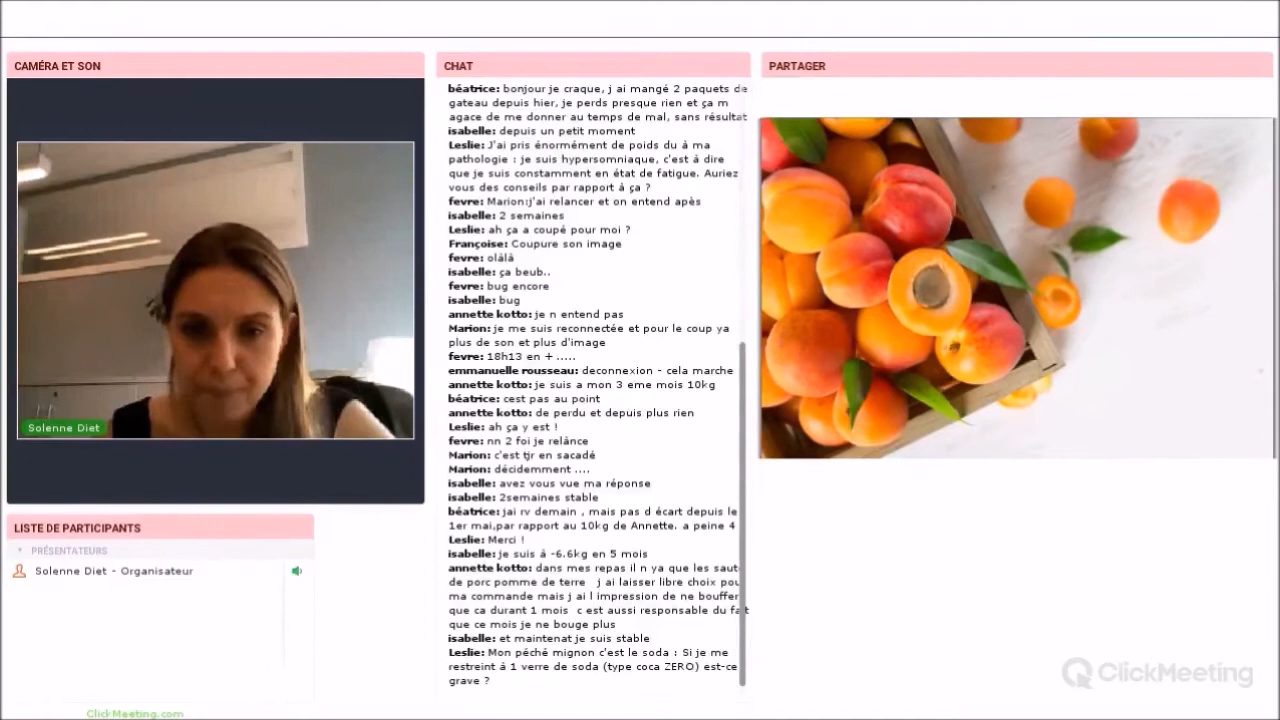 CAMÉRA ET SON
Solenne Diet
LISTE DE PARTICIPANTS
PRÉSENTATEURS
Solenne Diet - Organisateur
ClickMeeting.com
CHAT
béatrice: bonjour je craque, j ai mangé 2 paquets de
gateau depuis hier, je perds presque rien et ça m
agace de me donner au temps de mal, sans résultat
isabelle: depuis un petit moment
Leslie: J'ai pris énormément de poids du à ma
pathologie : je suis hypersomniaque, c'est à dire
que je suis constamment en état de fatigue. Auriez
vous des conseils par rapport à ça ?
fevre: Marion:j'ai relancer et on entend apès
isabelle: 2 semaines
Leslie: ah ça a coupé pour moi ?
Françoise: Coupure son image
fevre: olàlà
isabelle: ça beub..
fevre: bug encore
isabelle: bug
annette kotto: je n entend pas
Marion: je me suis reconnectée et pour le coup ya
plus de son et plus d'image
fevre: 18h13 en + .....
emmanuelle rousseau: deconnexion - cela marche
annette kotto: je suis a mon 3 eme mois 10kg
béatrice: cest pas au point
annette kotto: de perdu et depuis plus rien
Leslie: ah ça y est !
fevre: nn 2 foi je relànce
Marion: c'est tjr en sacadé
Marion: décidemment ....
isabelle: avez vous vue ma réponse
isabelle: 2semaines stable
béatrice: jai rv demain , mais pas d écart depuis le
1er mai,par rapport au 10kg de Annette. a peine 4
Leslie: Merci !
isabelle: je suis à -6.6kg en 5 mois
annette kotto: dans mes repas il n ya que les saut
de porc pomme de terre j ai laisser libre choix pou
ma commande mais j ai l impression de ne bouffer
que ca durant 1 mois c est aussi responsable du fait
que ce mois je ne bouge plus
isabelle: et maintenat je suis stable
Leslie: Mon péché mignon c'est le soda : Si je me
restreint à 1 verre de soda (type coca ZERO) est-ce
grave ?
PARTAGER
ClickMeeting